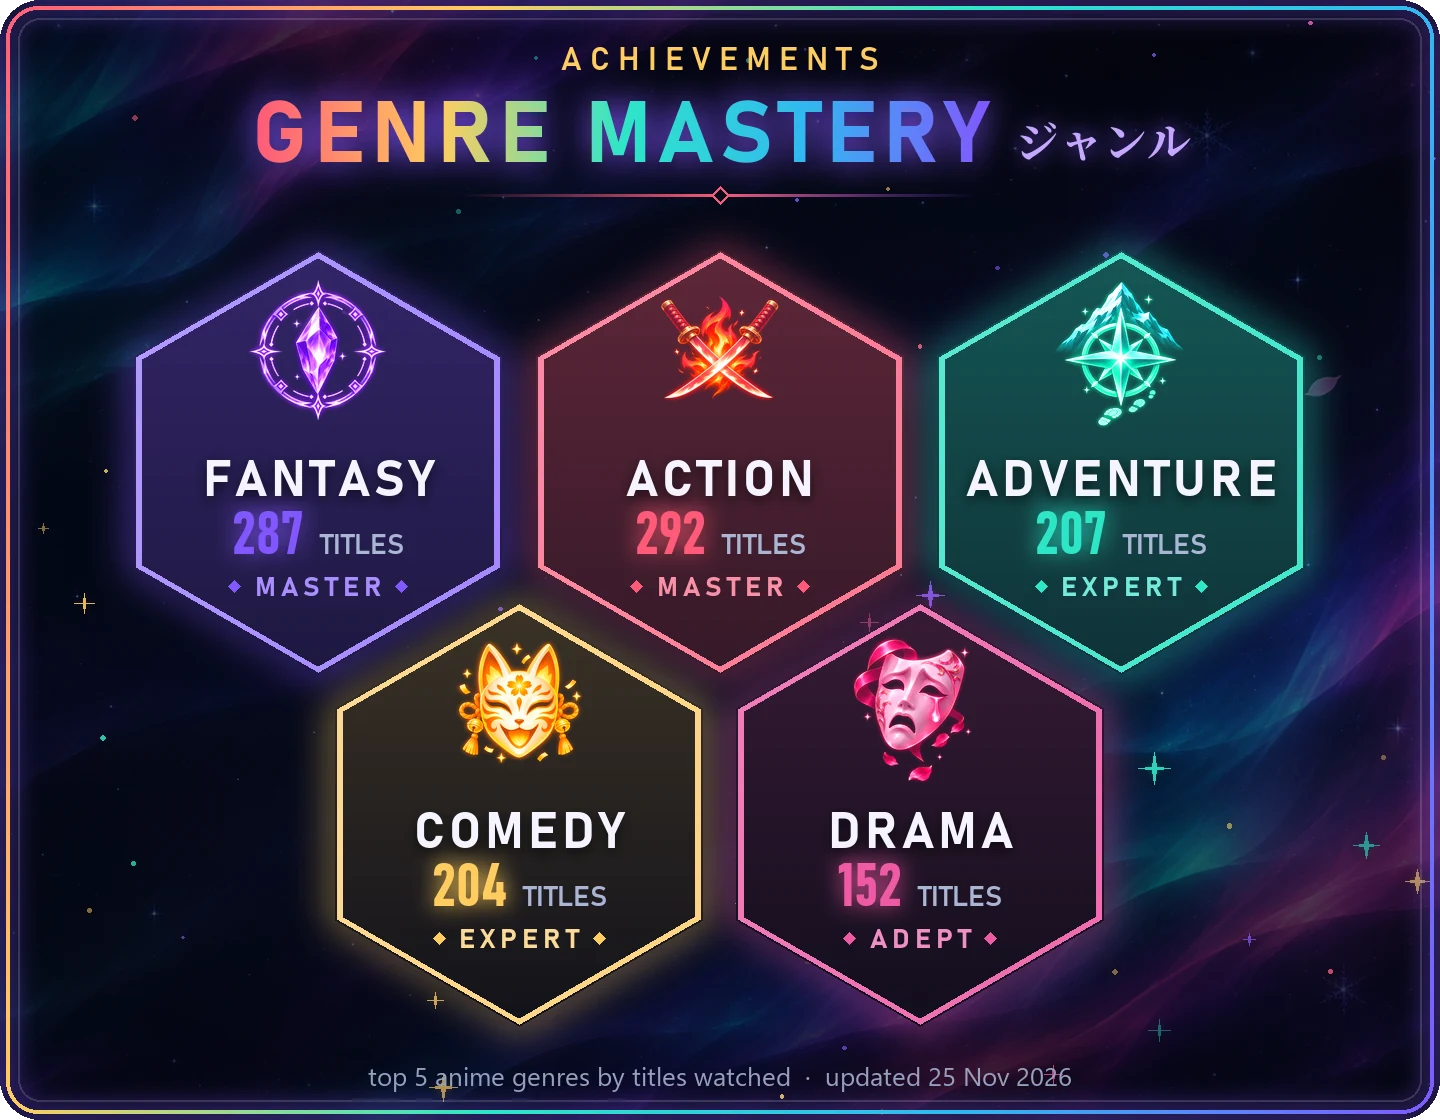 ACHIEVEMENTS
GENRE MASTERY ジャンル
FANTASY
287 TITLES
MASTER
ACTION
292 TITLES
MASTER
ADVENTURE
207 TITLES
EXPERT
COMEDY
204 TITLES
EXPERT
DRAMA
152 TITLES
ADEPT
top 5 anime genres by titles watched · updated 25 Nov 2026